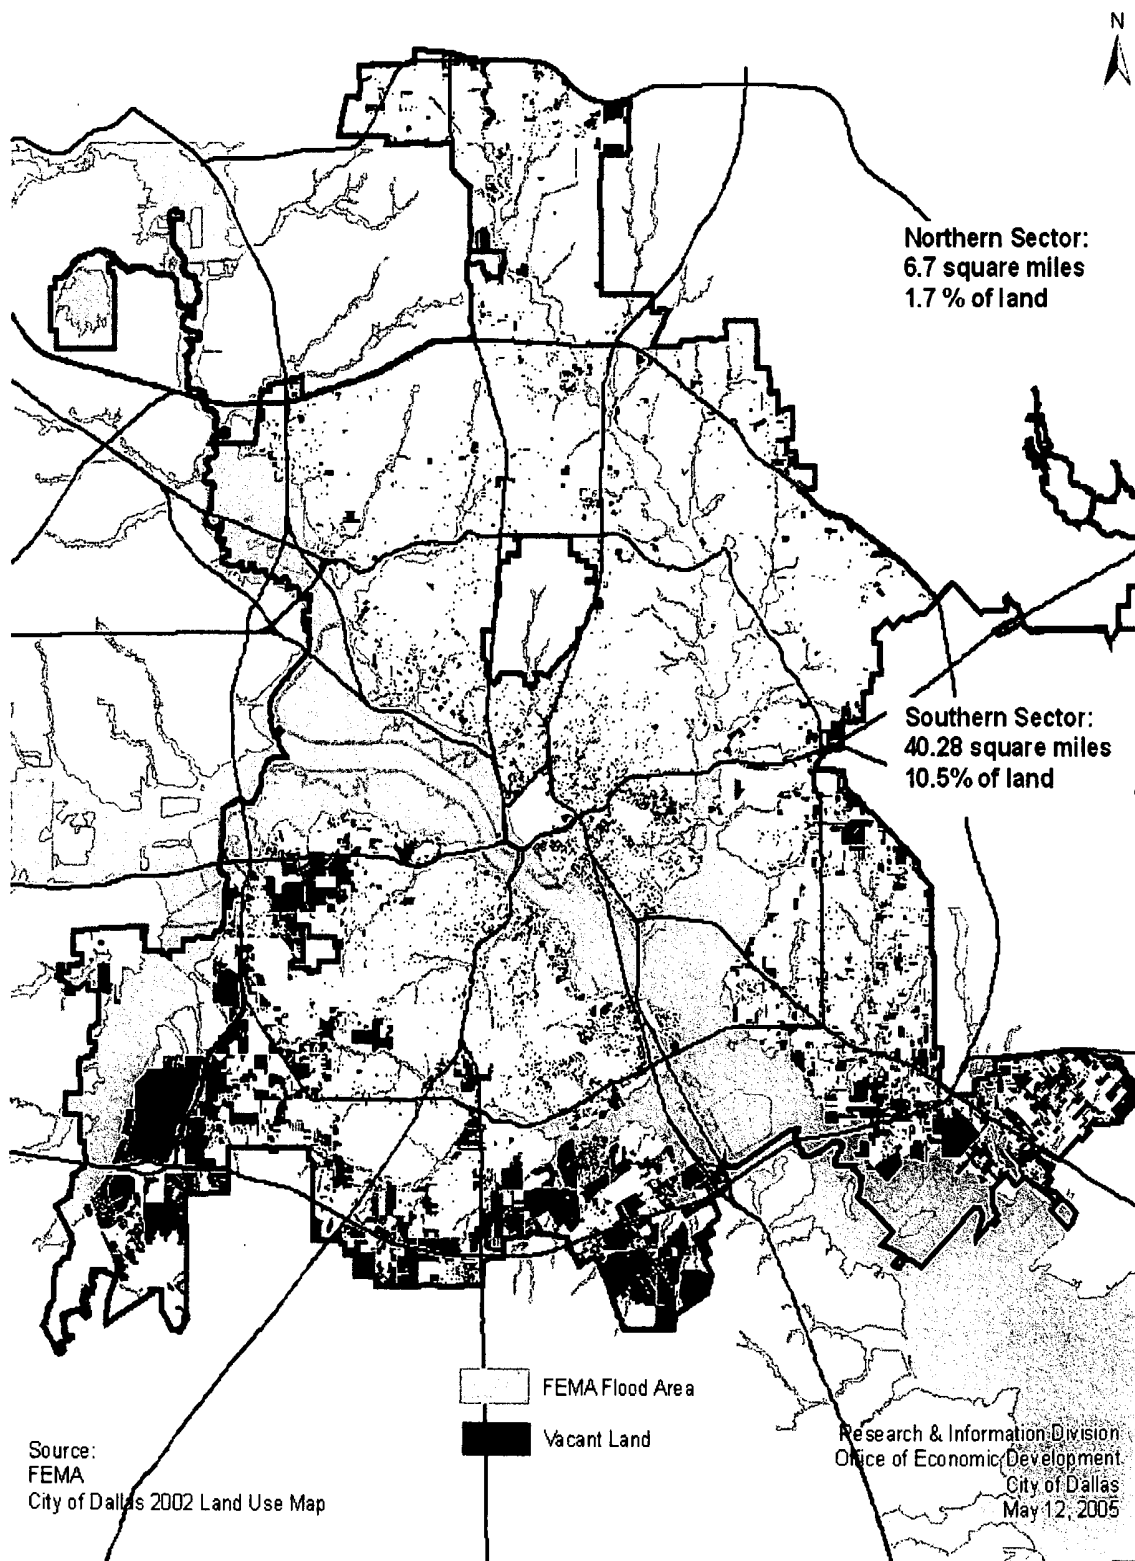 N
Northern Sector:
6.7 square miles
1.7 % of land
Southern Sector:
40.28 square miles
10.5% of land
FEMA Flood Area
Vacant Land
Source:
FEMA
City of Dallas 2002 Land Use Map
Research & Information Division
Office of Economic Development
City of Dallas
May 12, 2005